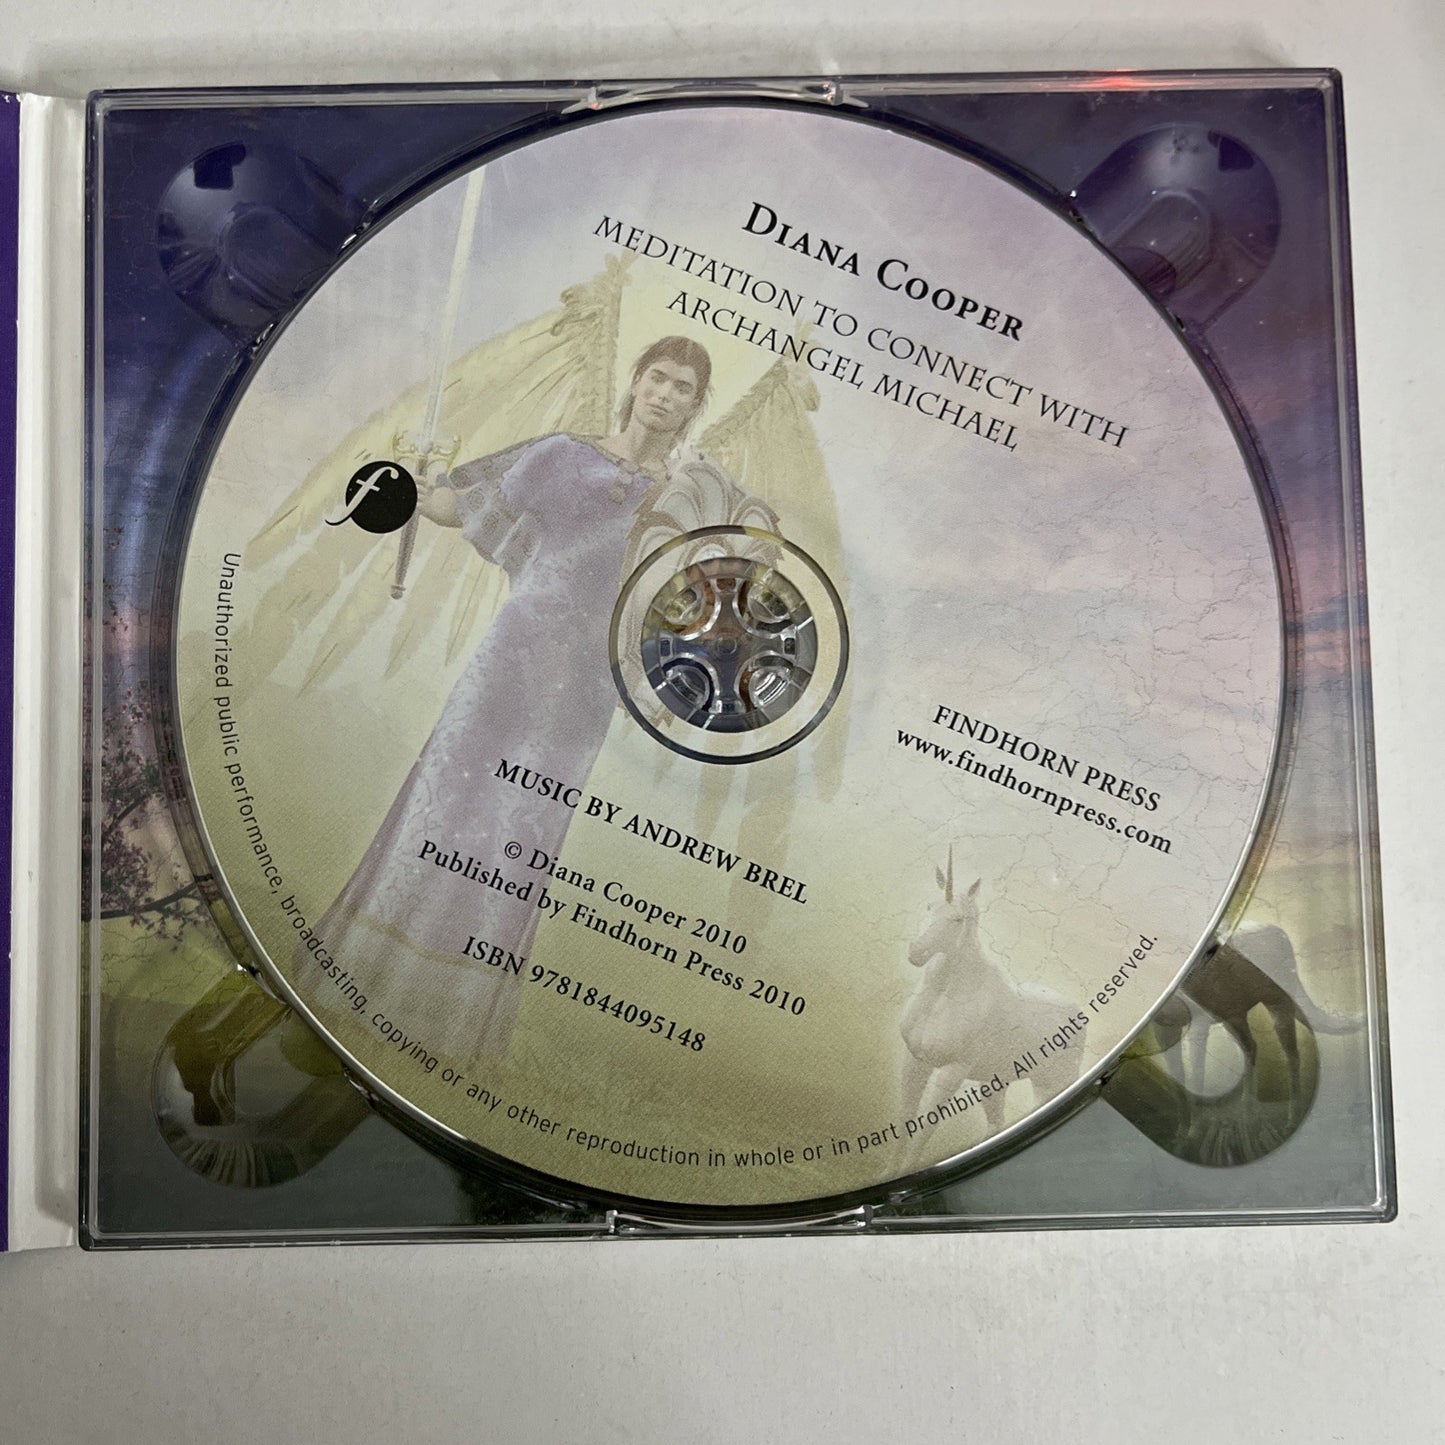 DIANA COOPER
MEDITATION TO CONNECT WITH
ARCHANGEL MICHAEL
f
FINDHORN PRESS
www.findhornpress.com
MUSIC BY ANDREW BREL
© Diana Cooper 2010
Published by Findhorn Press 2010
ISBN 9781844095148
Unauthorized public performance, broadcasting, copying or any other reproduction in whole or in part prohibited. All rights reserved.